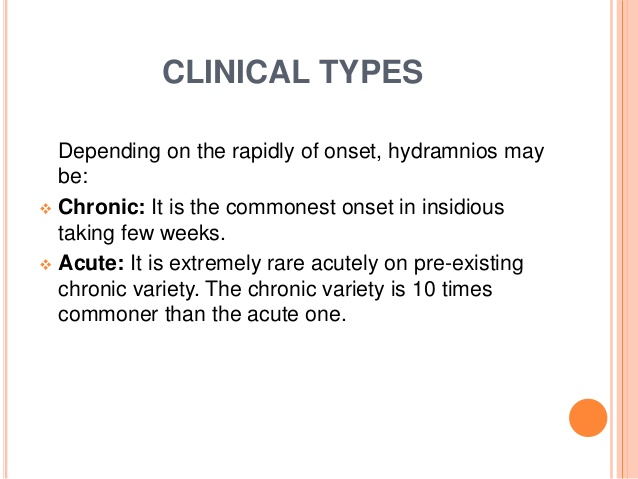 CLINICAL TYPES
Depending on the rapidly of onset, hydramnios may
be:
Chronic: It is the commonest onset in insidious
taking few weeks.
Acute: It is extremely rare acutely on pre-existing
chronic variety. The chronic variety is 10 times
commoner than the acute one.